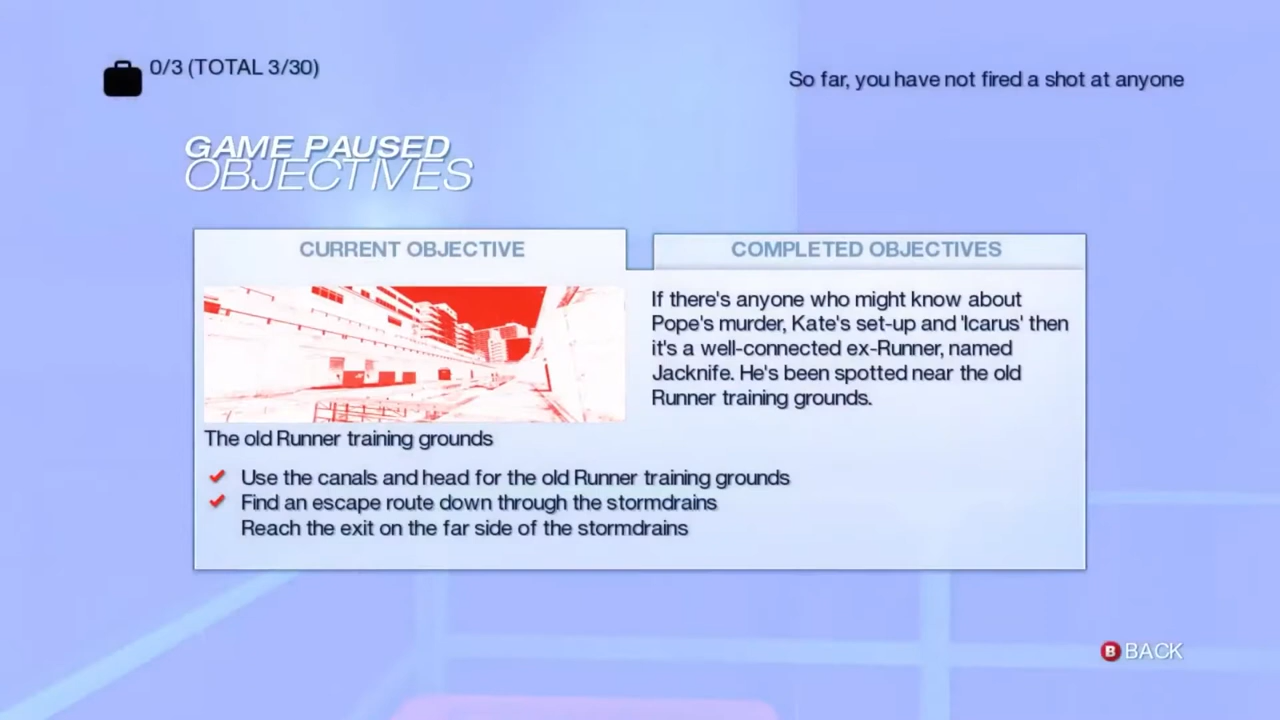 0/3 (TOTAL 3/30)
So far, you have not fired a shot at anyone
GAME PAUSED
OBJECTIVES
CURRENT OBJECTIVE
COMPLETED OBJECTIVES
If there's anyone who might know about
Pope's murder, Kate's set-up and 'Icarus' then
it's a well-connected ex-Runner, named
Jacknife. He's been spotted near the old
Runner training grounds.
The old Runner training grounds
Use the canals and head for the old Runner training grounds
Find an escape route down through the stormdrains
Reach the exit on the far side of the stormdrains
B BACK